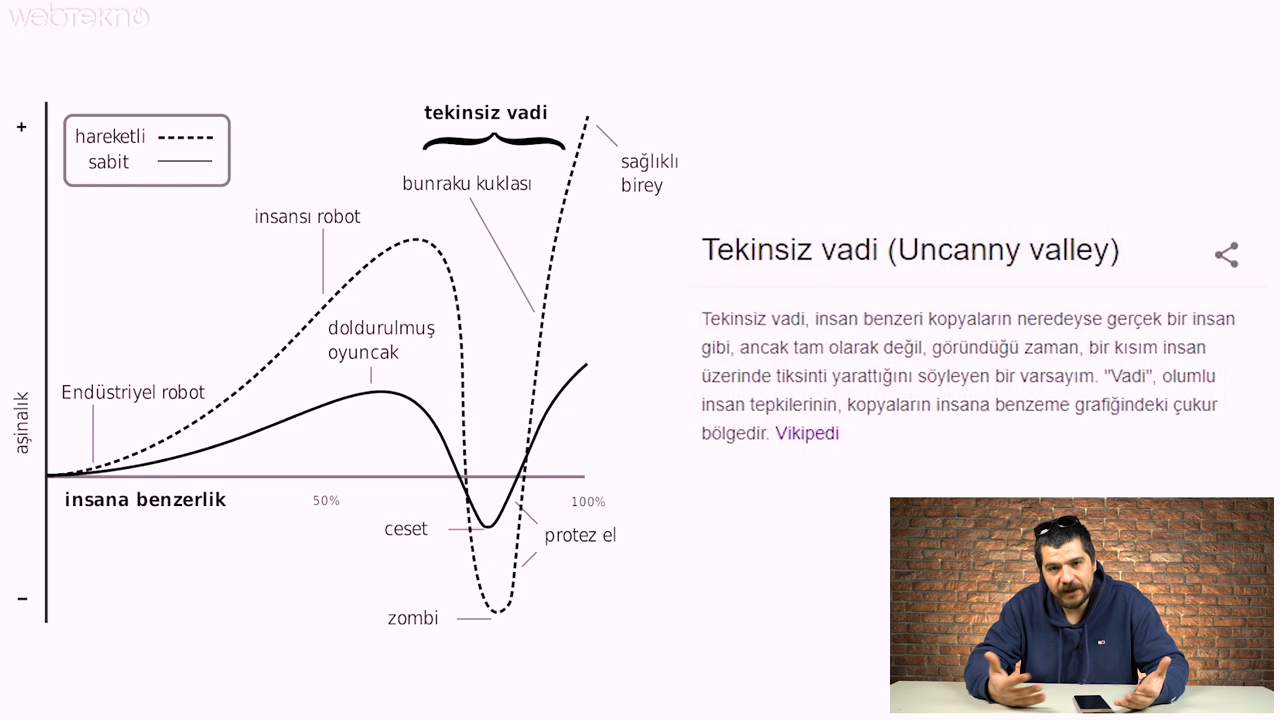 webtekno
tekinsiz vadi
+
hareketli
sabit
sağlıklı
birey
bunraku kuklası
insansı robot
doldurulmuş
oyuncak
Endüstriyel robot
aşinalık
insana benzerlik
50%
100%
ceset
protez el
–
zombi
Tekinsiz vadi (Uncanny valley)
Tekinsiz vadi, insan benzeri kopyaların neredeyse gerçek bir insan
gibi, ancak tam olarak değil, göründüğü zaman, bir kısım insan
üzerinde tiksinti yarattığını söyleyen bir varsayım. "Vadi", olumlu
insan tepkilerinin, kopyaların insana benzeme grafiğindeki çukur
bölgedir. Vikipedi